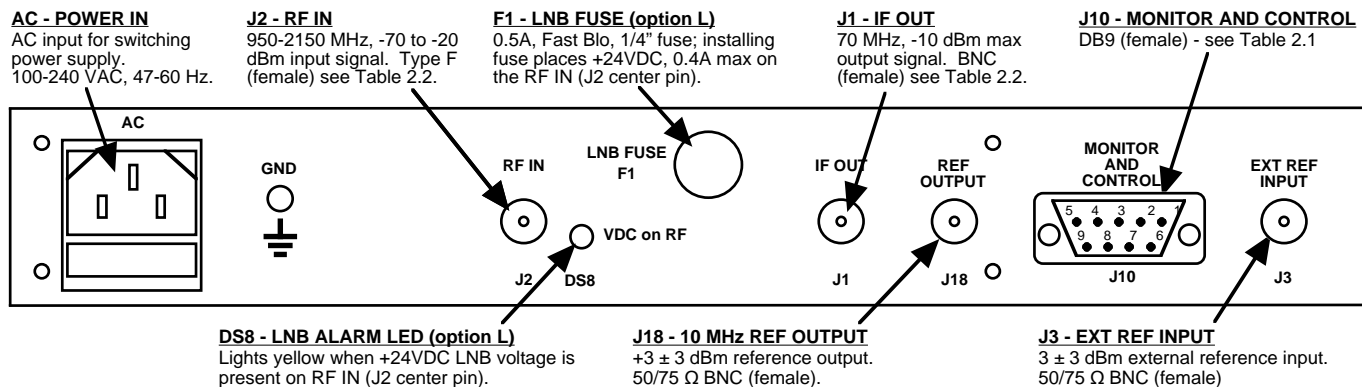 AC - POWER IN
AC input for switching
power supply.
100-240 VAC, 47-60 Hz.
J2 - RF IN
950-2150 MHz, -70 to -20
dBm input signal. Type F
(female) see Table 2.2.
F1 - LNB FUSE (option L)
0.5A, Fast Blo, 1/4” fuse; installing
fuse places +24VDC, 0.4A max on
the RF IN (J2 center pin).
J1 - IF OUT
70 MHz, -10 dBm max
output signal. BNC
(female) see Table 2.2.
J10 - MONITOR AND CONTROL
DB9 (female) - see Table 2.1
AC
GND
RF IN
J2
VDC on RF
DS8
LNB FUSE
F1
IF OUT
J1
REF
OUTPUT
J18
MONITOR
AND
CONTROL
5 4 3 2 1
9 8 7 6
J10
EXT REF
INPUT
J3
DS8 - LNB ALARM LED (option L)
Lights yellow when +24VDC LNB voltage is
present on RF IN (J2 center pin).
J18 - 10 MHz REF OUTPUT
+3 ± 3 dBm reference output.
50/75 Ω BNC (female).
J3 - EXT REF INPUT
3 ± 3 dBm external reference input.
50/75 Ω BNC (female)